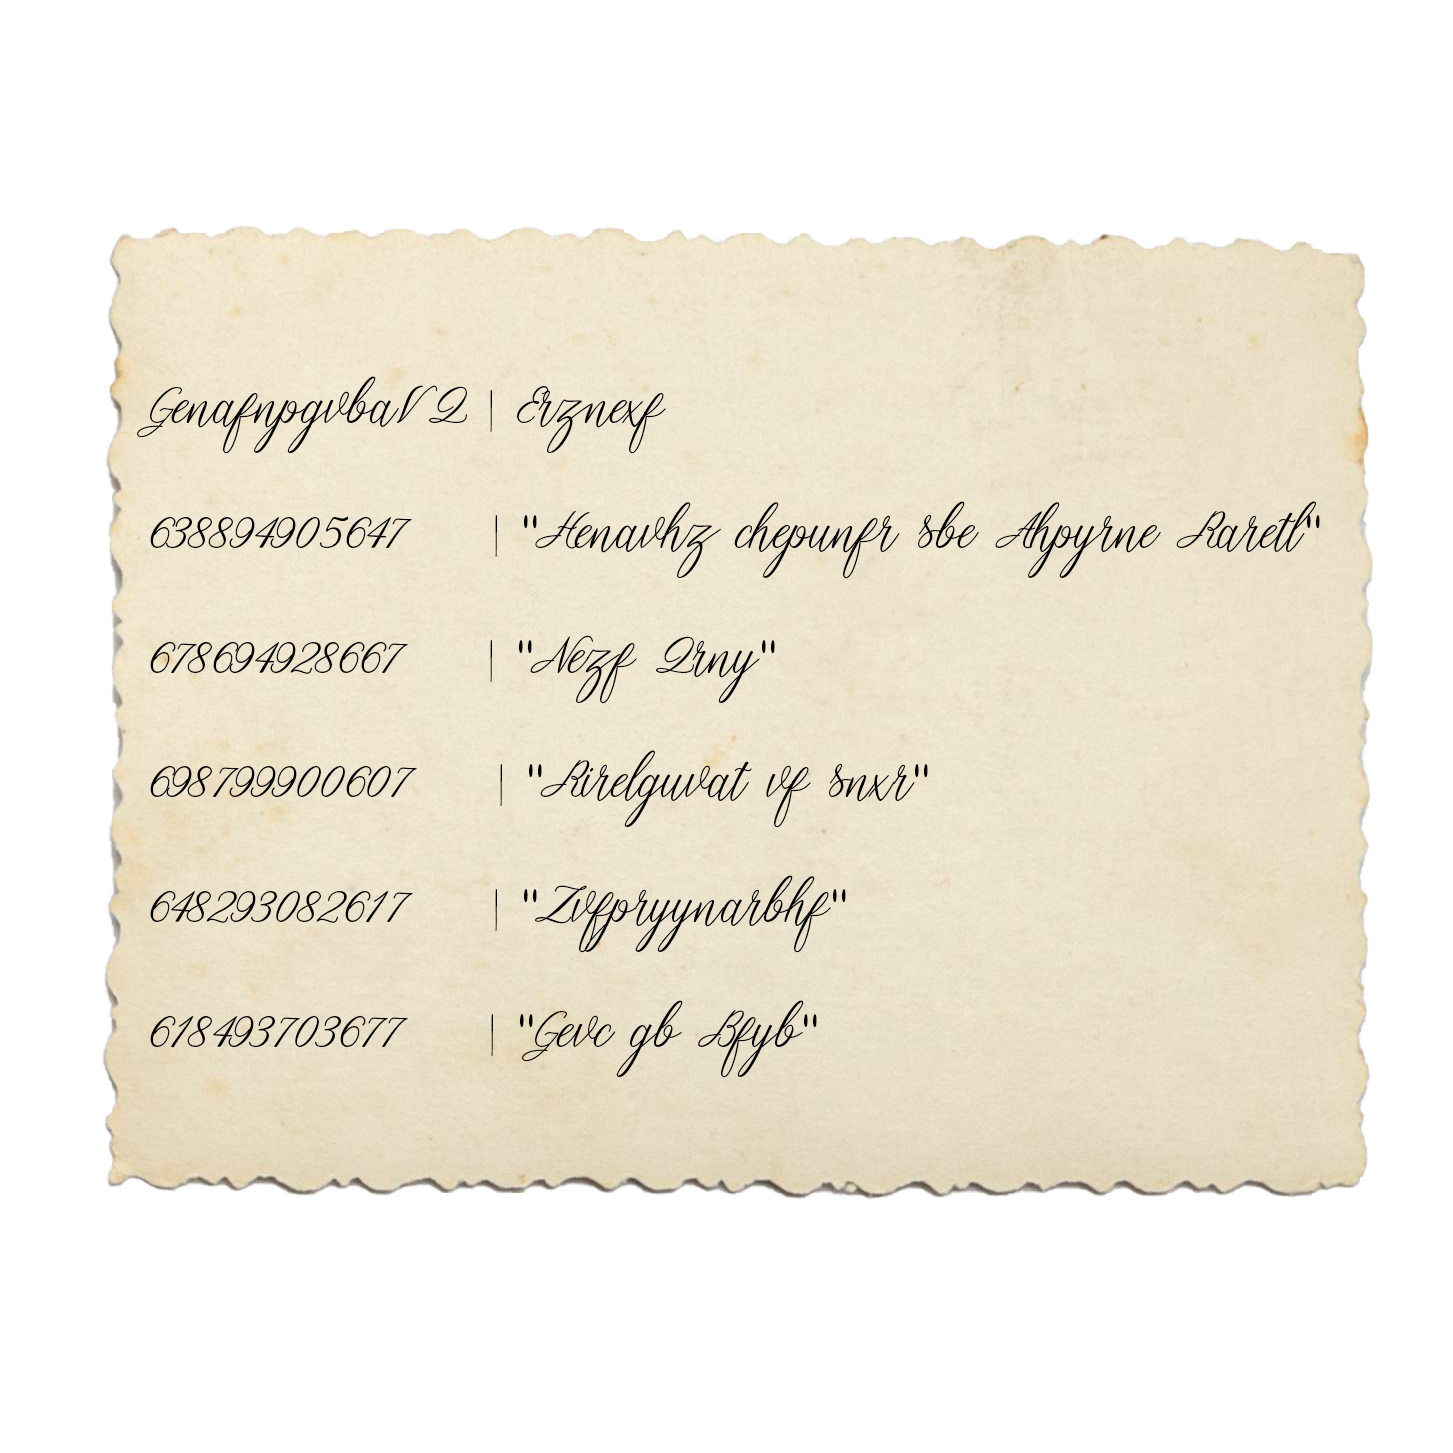 GenafnpgvbaVQ | Erznexf
638894905647 | "Henavhz chepunfr sbe Ahpyrne Raretl"
678694928667 | "Nezf Qrny"
698799900607 | "Rirelguvat vf snxr"
648293082617 | "Zvfpryynarbhf"
618493703677 | "Gevc gb Bfyb"